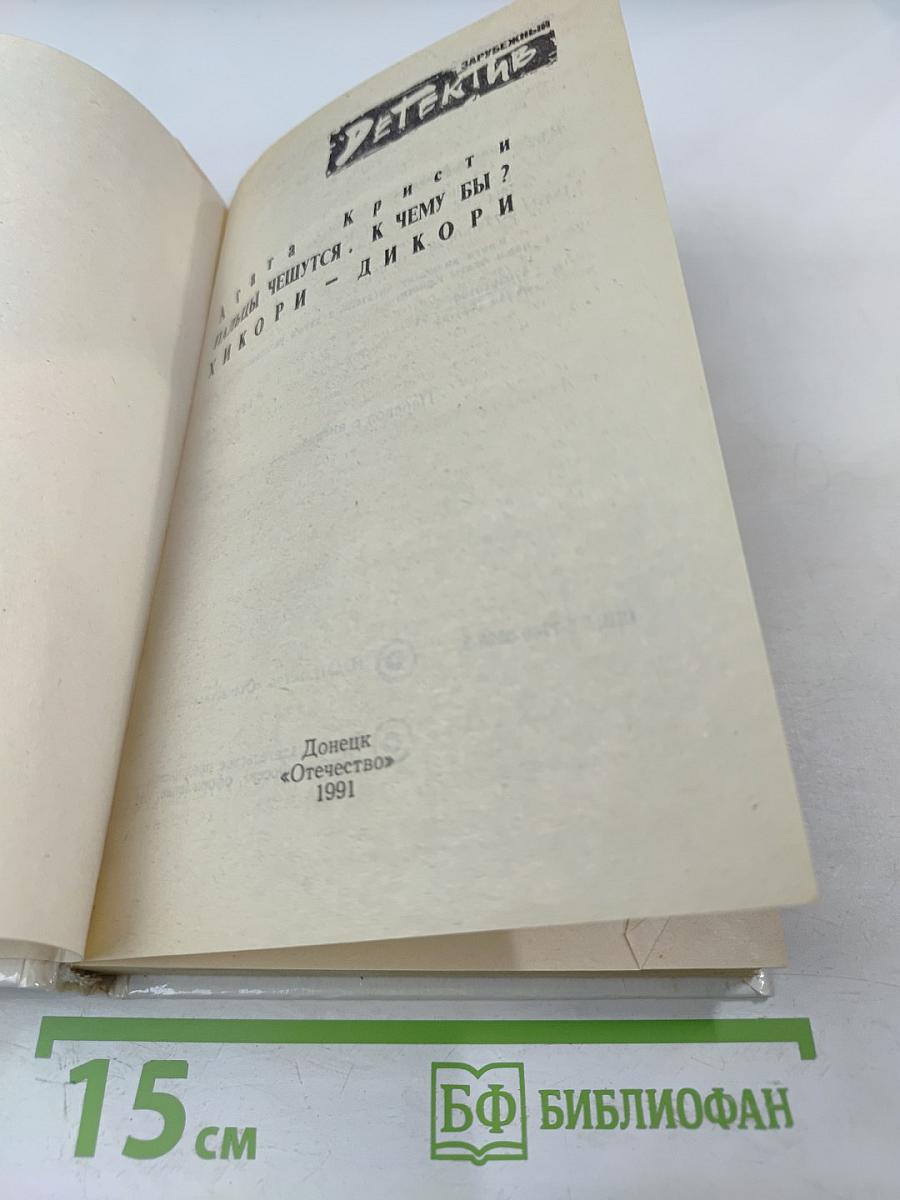 ЗАРУБЕЖНЫЙ
ДЕТЕКТИВ
Агата Кристи
ПАЛЬЦЫ ЧЕШУТСЯ. К ЧЕМУ БЫ?
ХИКОРИ – ДИКОРИ
Донецк
«Отечество»
1991
15 см
БФ БИБЛИОФАН